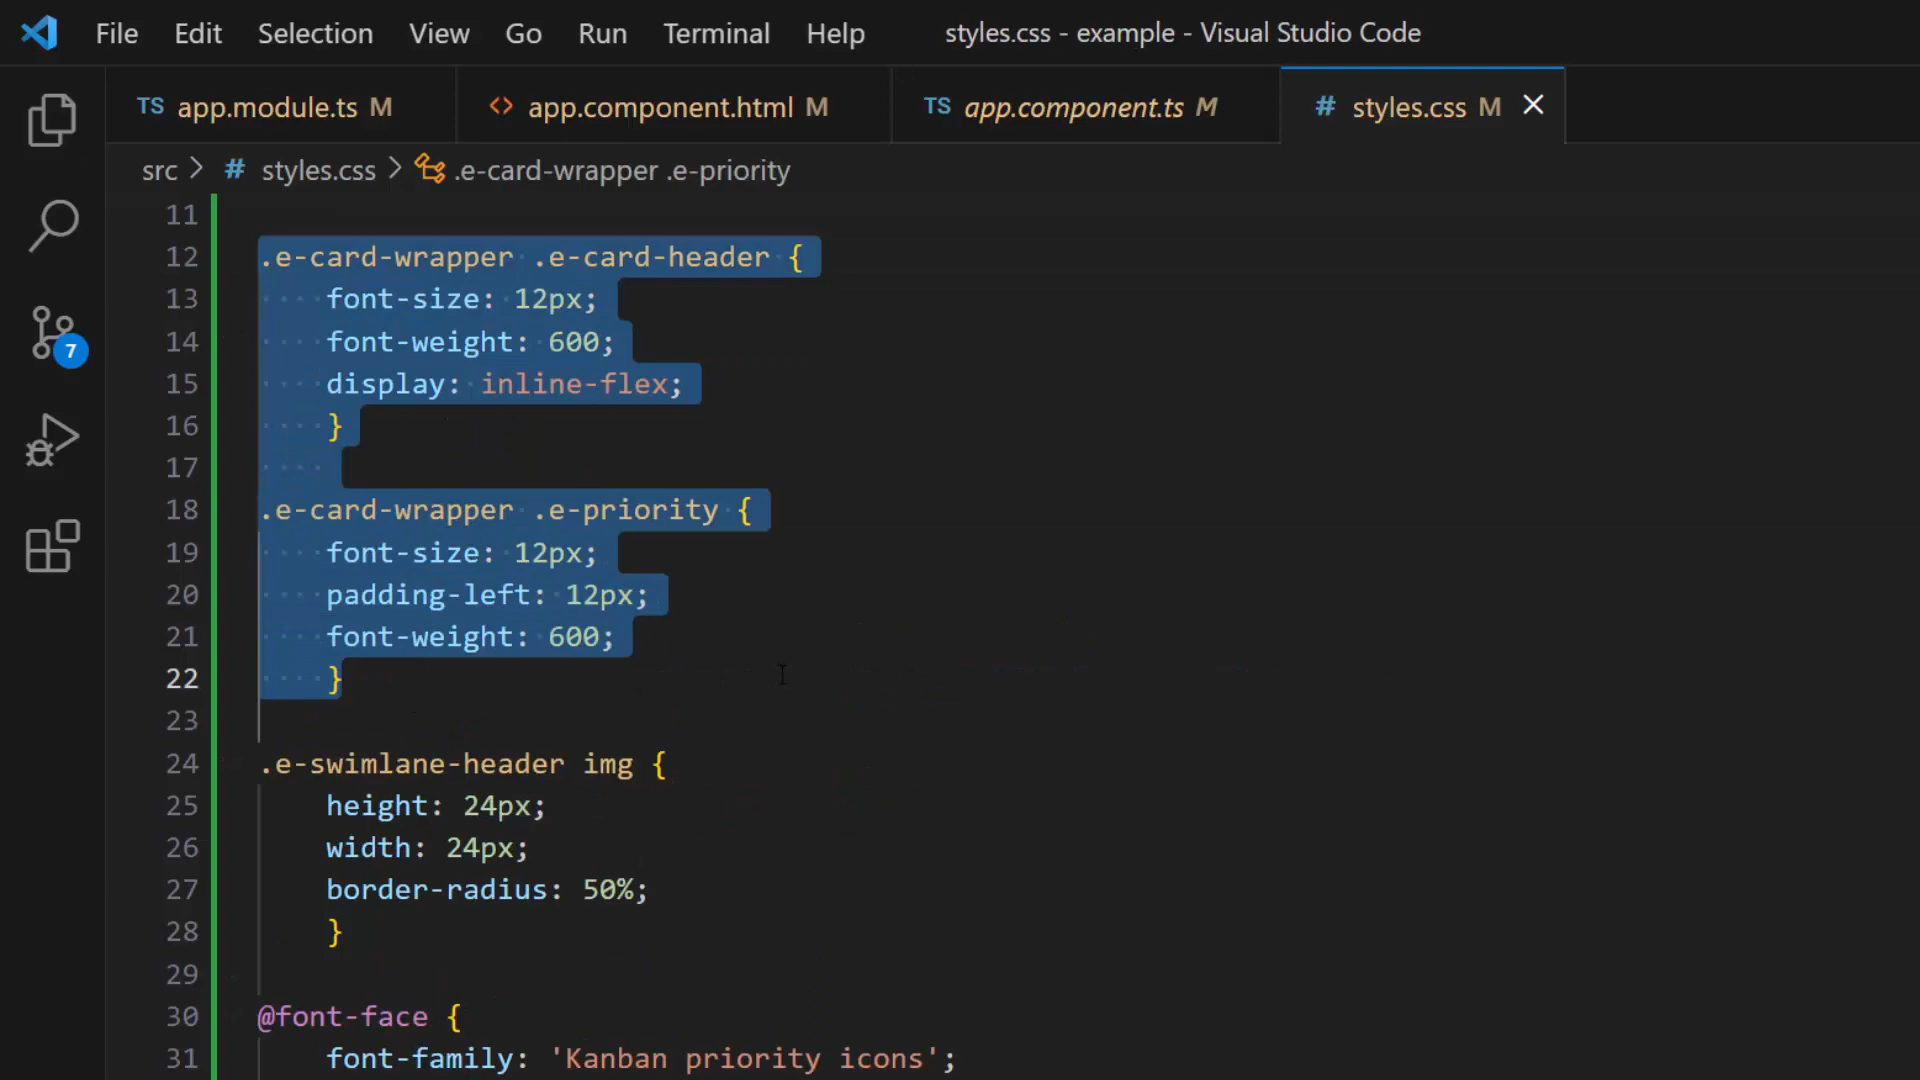 File Edit Selection View Go Run Terminal Help styles.css - example - Visual Studio Code
TS app.module.ts M <> app.component.html M TS app.component.ts M # styles.css M
src > # styles.css > .e-card-wrapper .e-priority
11
12 .e-card-wrapper .e-card-header {
13 font-size: 12px;
14 font-weight: 600;
15 display: inline-flex;
16 }
17
18 .e-card-wrapper .e-priority {
19 font-size: 12px;
20 padding-left: 12px;
21 font-weight: 600;
22 }
23
24 .e-swimlane-header img {
25 height: 24px;
26 width: 24px;
27 border-radius: 50%;
28 }
29
30 @font-face {
31 font-family: 'Kanban priority icons';
7